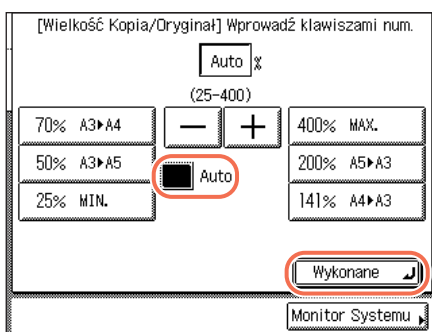 [Wielkość Kopia/Oryginał] Wprowadź klawiszami num.
Auto %
(25-400)
70% A3▶A4 − + 400% MAX.
50% A3▶A5 Auto 200% A5▶A3
25% MIN. 141% A4▶A3
Wykonane
Monitor Systemu